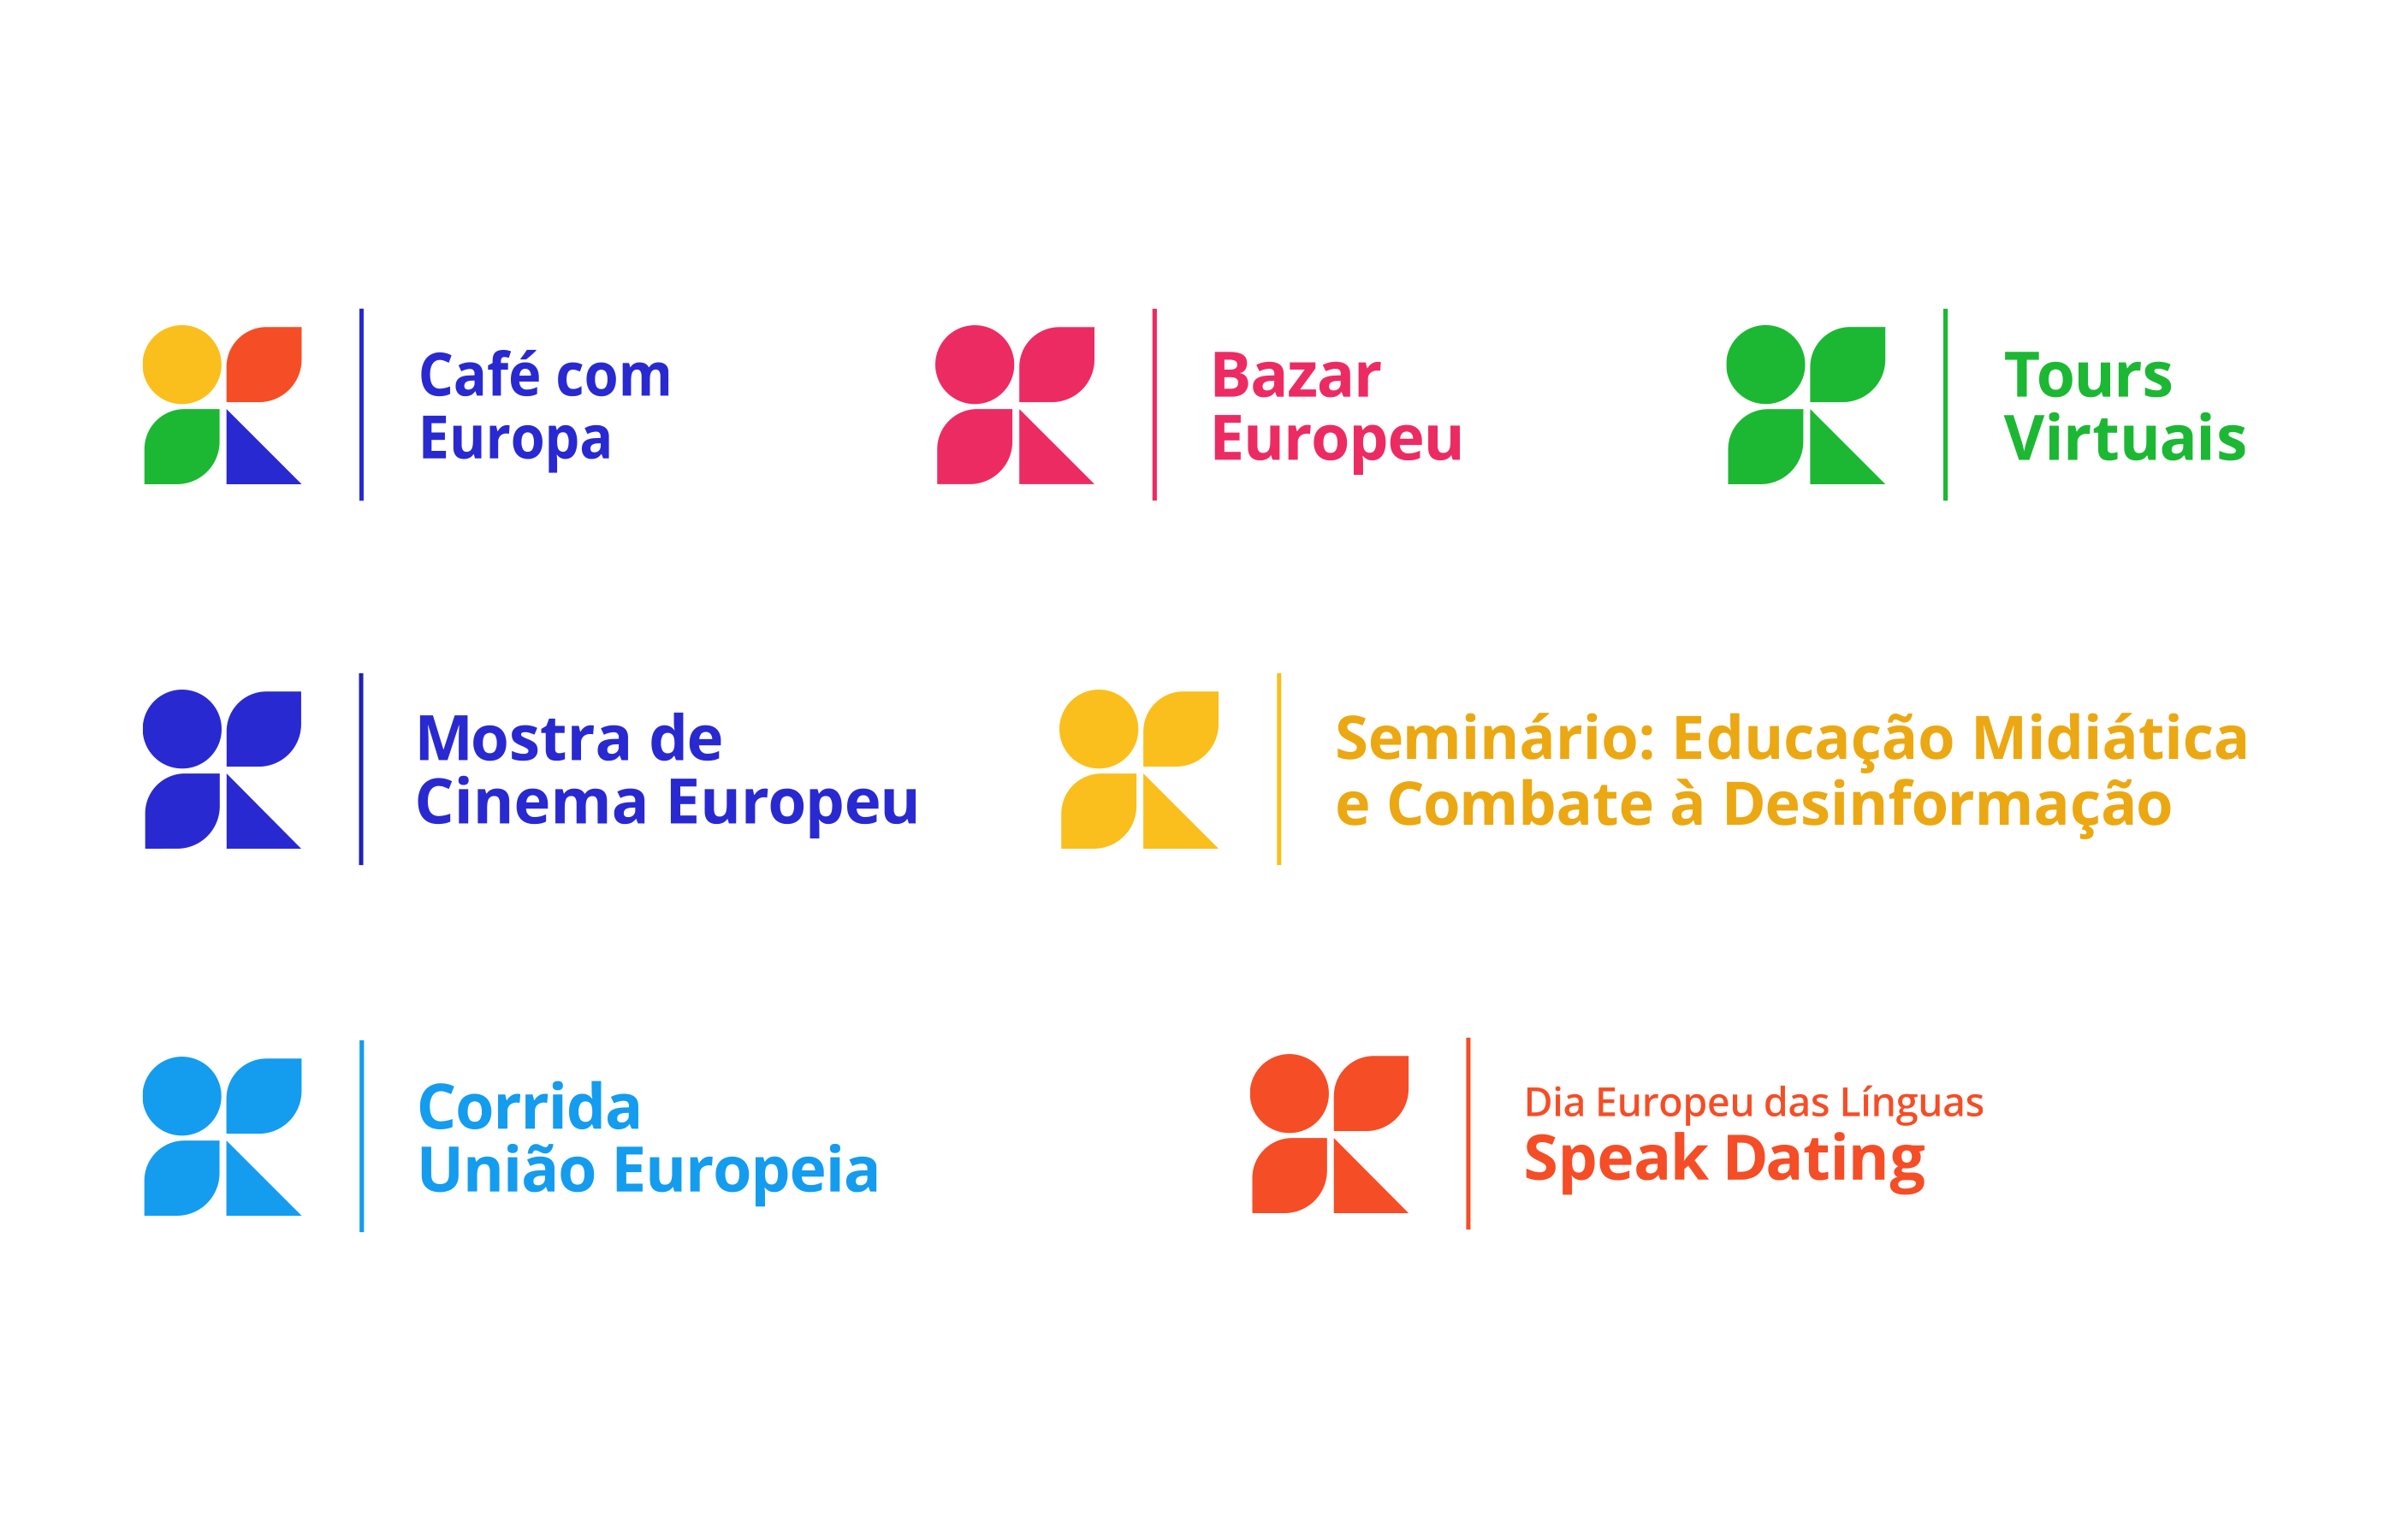 Café com
Europa
Bazar
Europeu
Tours
Virtuais
Mostra de
Cinema Europeu
Seminário: Educação Midiática
e Combate à Desinformação
Corrida
União Europeia
Dia Europeu das Línguas
Speak Dating